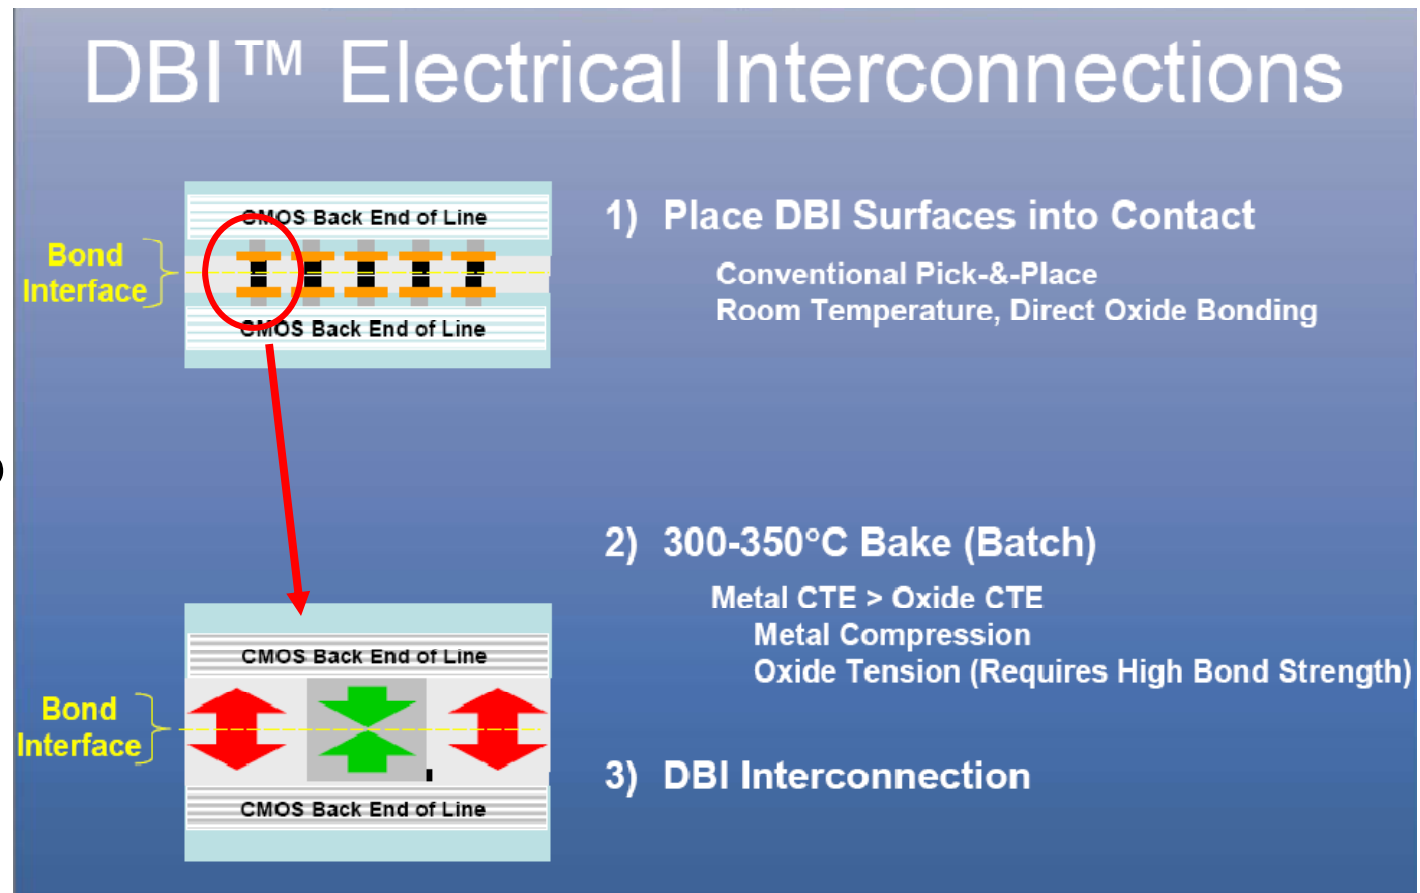 DBI™ Electrical Interconnections
CMOS Back End of Line
Bond
Interface
CMOS Back End of Line
1) Place DBI Surfaces into Contact
Conventional Pick-&-Place
Room Temperature, Direct Oxide Bonding
)
2) 300-350°C Bake (Batch)
Metal CTE > Oxide CTE
Metal Compression
Oxide Tension (Requires High Bond Strength)
CMOS Back End of Line
Bond
Interface
CMOS Back End of Line
3) DBI Interconnection